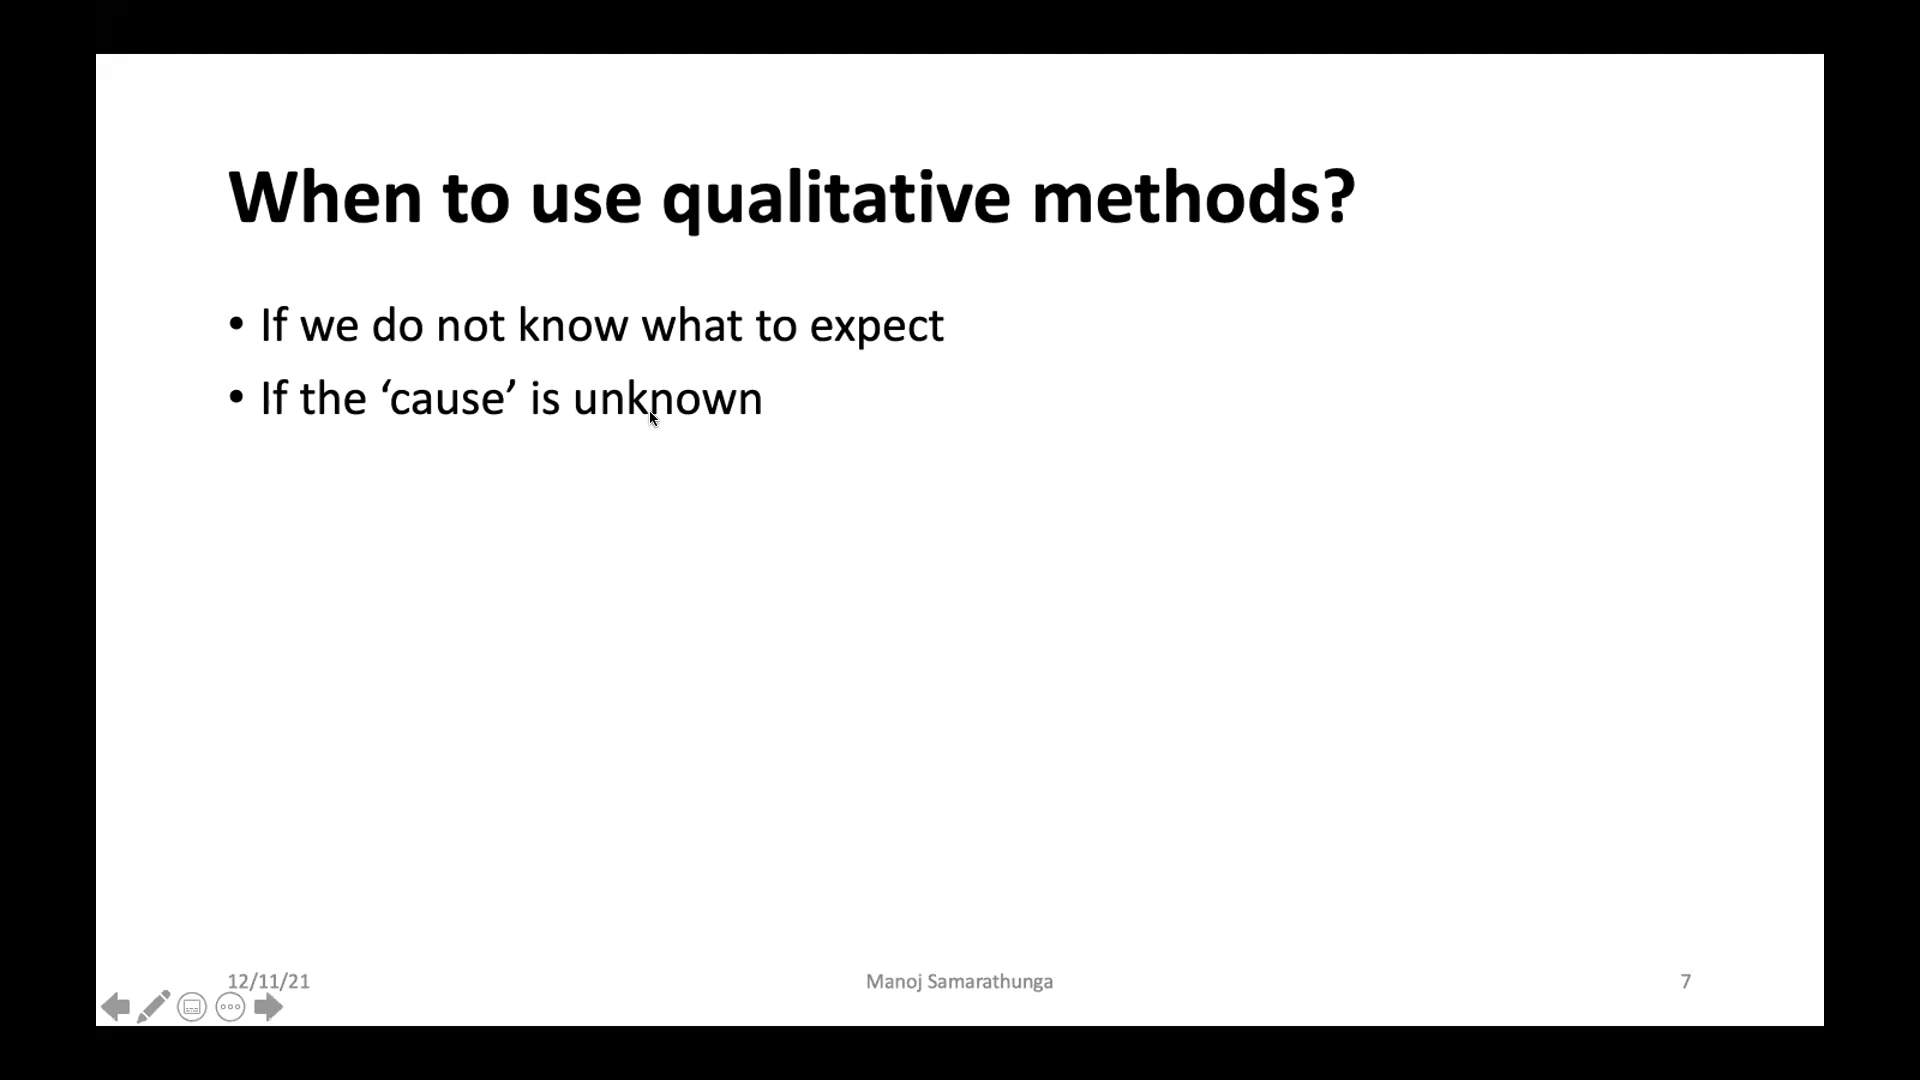 When to use qualitative methods?
• If we do not know what to expect
• If the ‘cause’ is unknown
12/11/21
Manoj Samarathunga
7